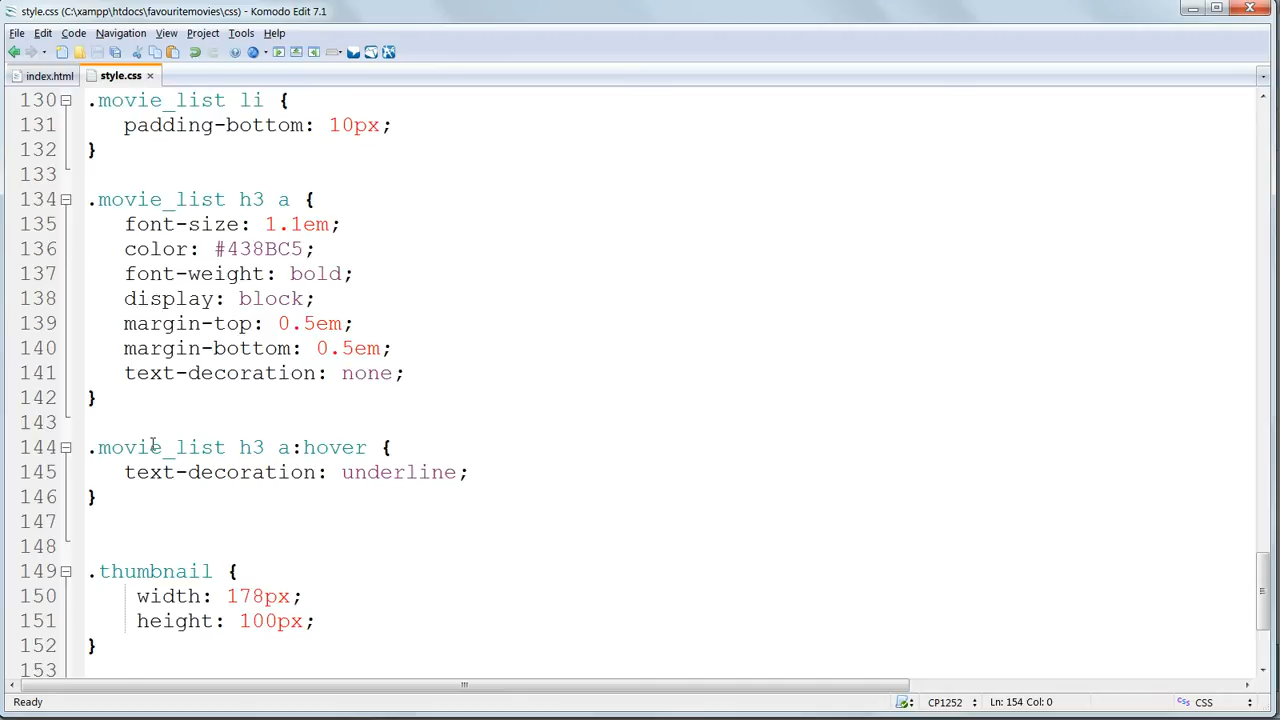 style.css (C:\xampp\htdocs\favouritemovies\css) - Komodo Edit 7.1
File Edit Code Navigation View Project Tools Help
index.html style.css
130 .movie_list li {
131 padding-bottom: 10px;
132 }
133
134 .movie_list h3 a {
135 font-size: 1.1em;
136 color: #438BC5;
137 font-weight: bold;
138 display: block;
139 margin-top: 0.5em;
140 margin-bottom: 0.5em;
141 text-decoration: none;
142 }
143
144 .movie_list h3 a:hover {
145 text-decoration: underline;
146 }
147
148
149 .thumbnail {
150 width: 178px;
151 height: 100px;
152 }
153
Ready CP1252 Ln: 154 Col: 0 CSS